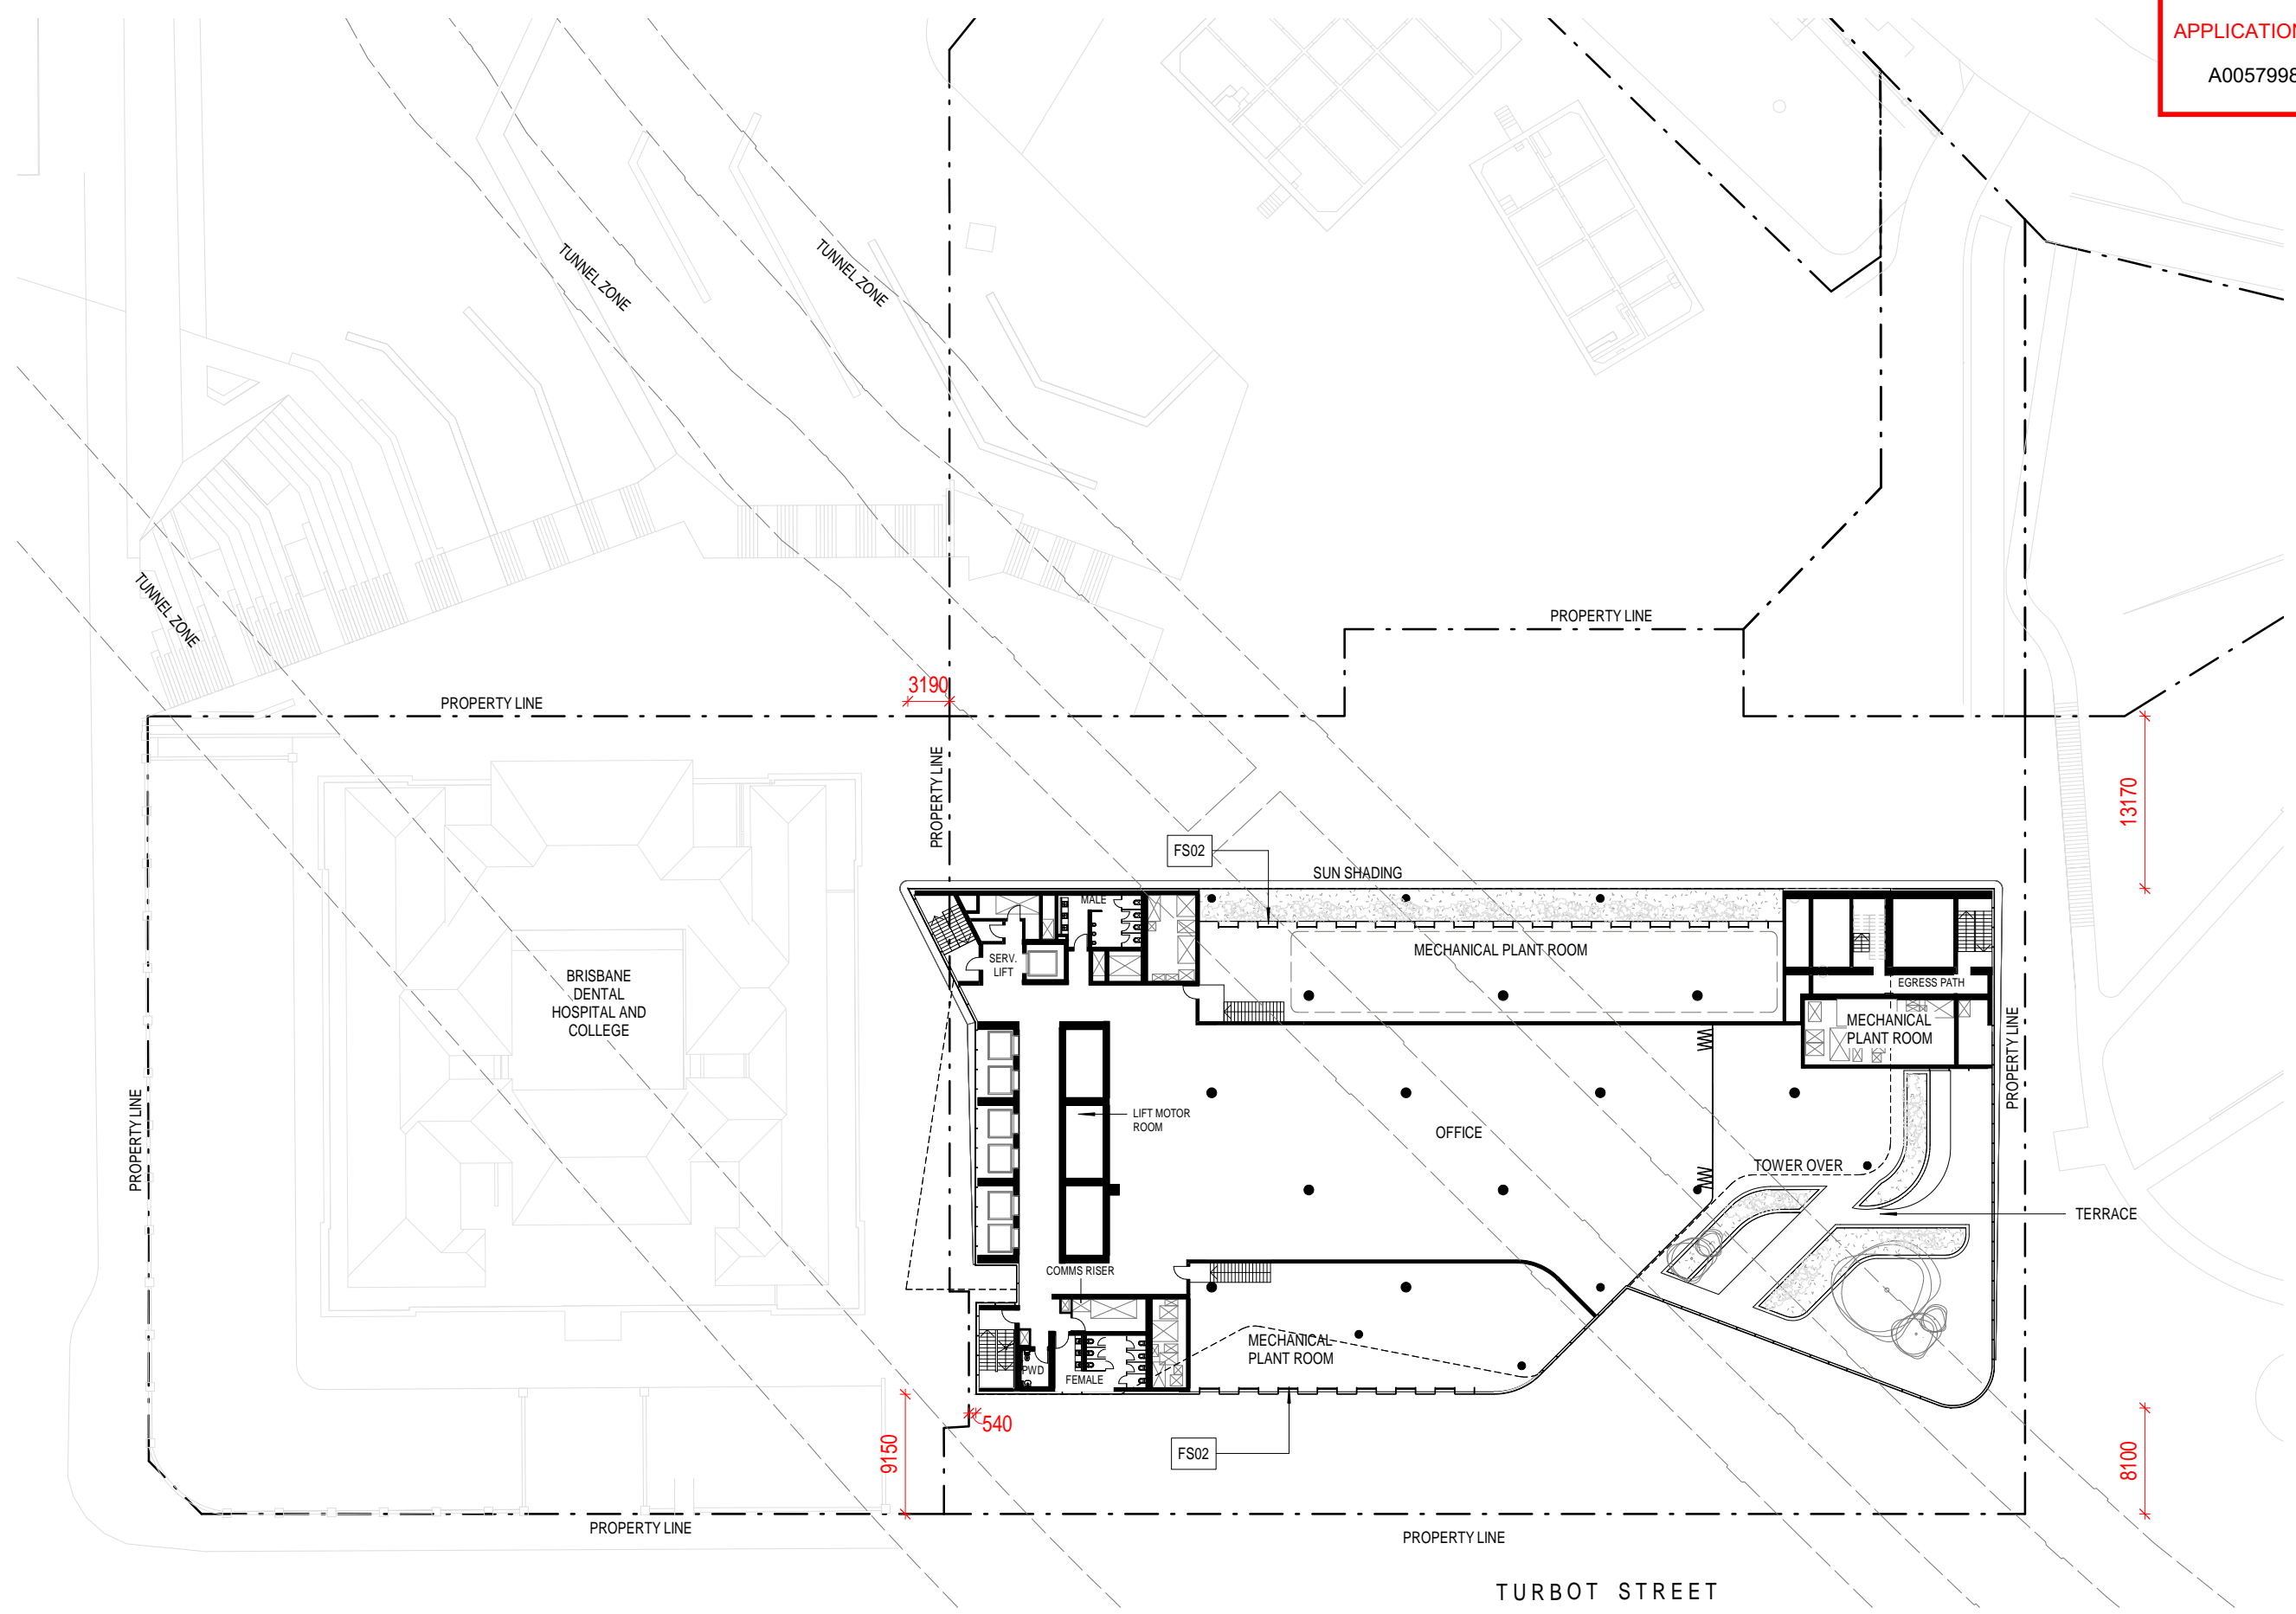 APPLICATION
A0057998
TUNNEL ZONE
TUNNEL ZONE
TUNNEL ZONE
PROPERTY LINE
3190
PROPERTY LINE
PROPERTY LINE
13170
FS02
SUN SHADING
MALE
SERV.
LIFT
MECHANICAL PLANT ROOM
EGRESS PATH
BRISBANE
DENTAL
HOSPITAL AND
COLLEGE
MECHANICAL
PLANT ROOM
PROPERTY LINE
PROPERTY LINE
LIFT MOTOR
ROOM
OFFICE
TOWER OVER
TERRACE
COMMS RISER
MECHANICAL
PLANT ROOM
PWD
FEMALE
540
9150
FS02
8100
PROPERTY LINE
PROPERTY LINE
TURBOT STREET